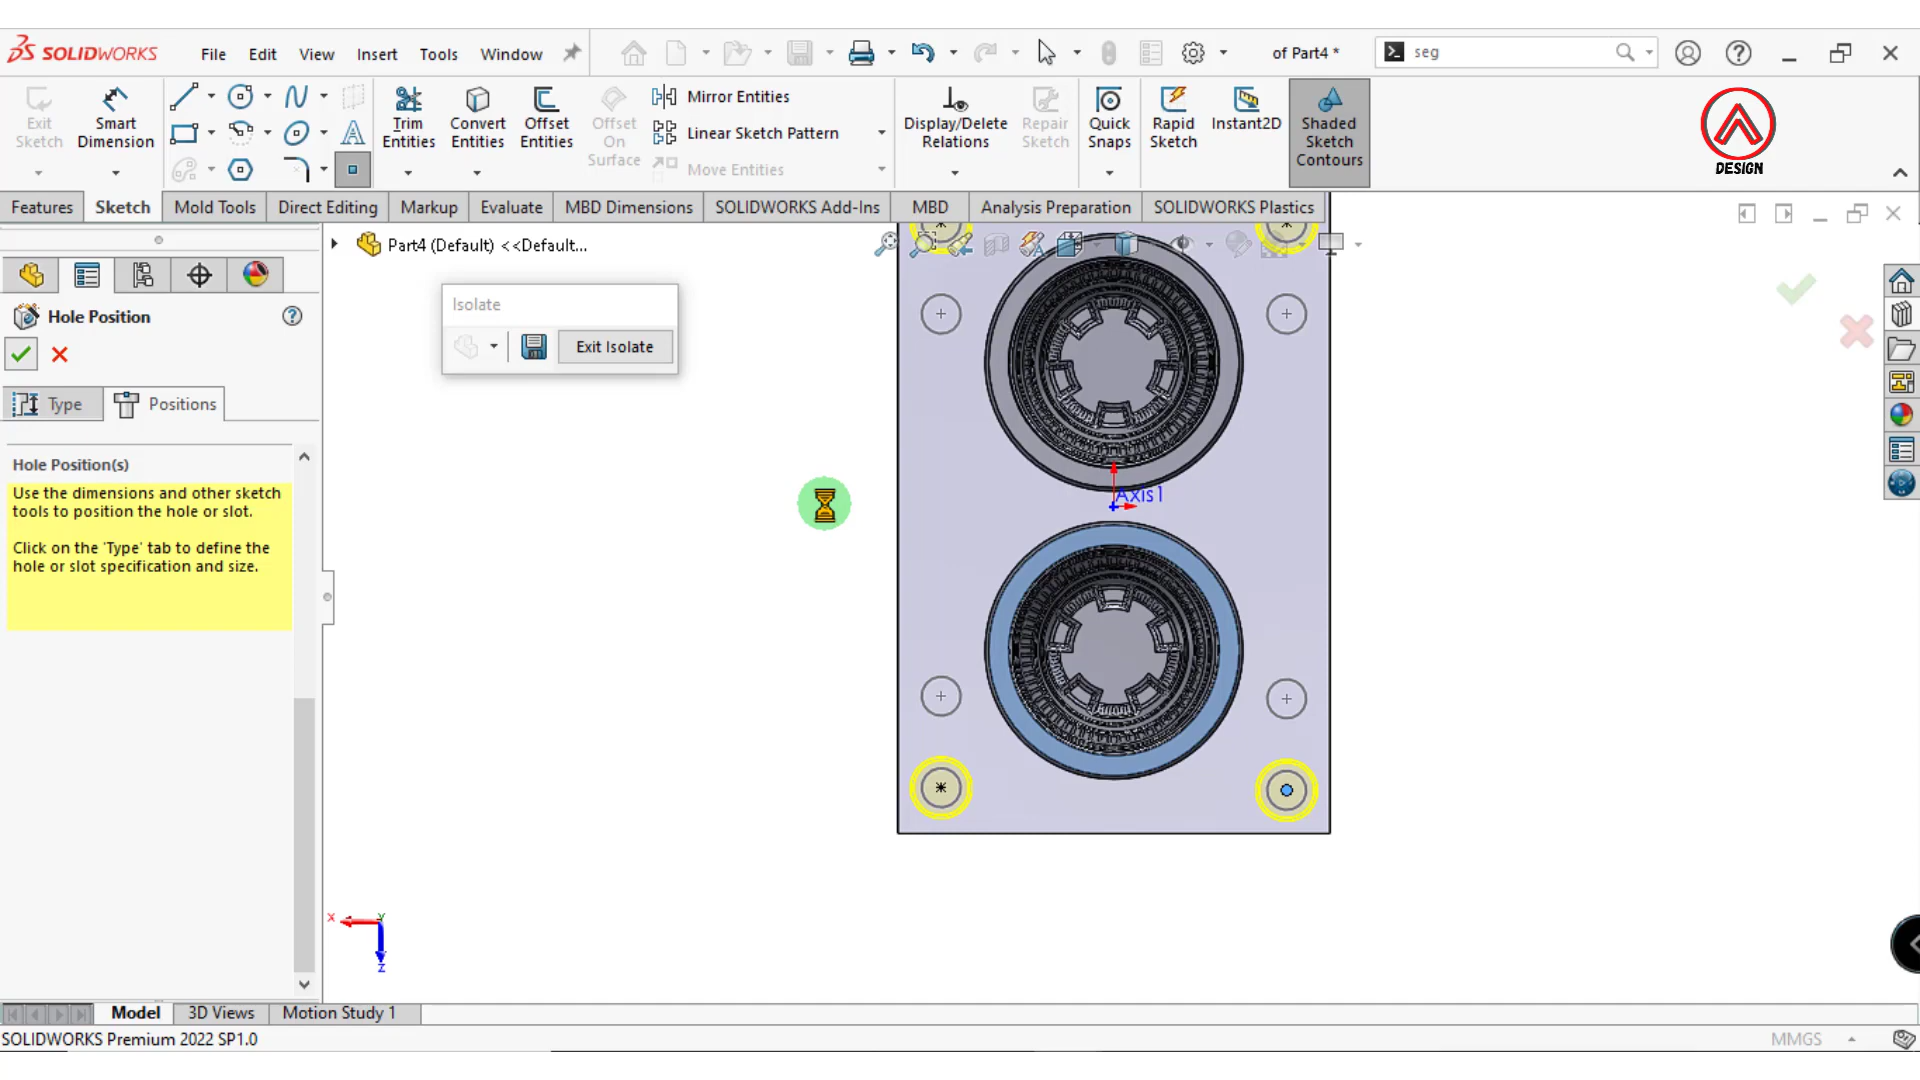 SOLIDWORKS
File
Edit
View
Insert
Tools
Window
of Part4 *
seg
Exit
Sketch
Smart
Dimension
Trim
Entities
Convert
Entities
Offset
Entities
Offset
On
Surface
Mirror Entities
Linear Sketch Pattern
Move Entities
Display/Delete
Relations
Repair
Sketch
Quick
Snaps
Rapid
Sketch
Instant2D
Shaded
Sketch
Contours
DESIGN
Features
Sketch
Mold Tools
Direct Editing
Markup
Evaluate
MBD Dimensions
SOLIDWORKS Add-Ins
MBD
Analysis Preparation
SOLIDWORKS Plastics
Part4 (Default) <<Default...
Hole Position
Isolate
Exit Isolate
Type
Positions
Hole Position(s)
Use the dimensions and other sketch
tools to position the hole or slot.
Click on the 'Type' tab to define the
hole or slot specification and size.
Axis1
X
Y
Z
Model
3D Views
Motion Study 1
SOLIDWORKS Premium 2022 SP1.0
MMGS